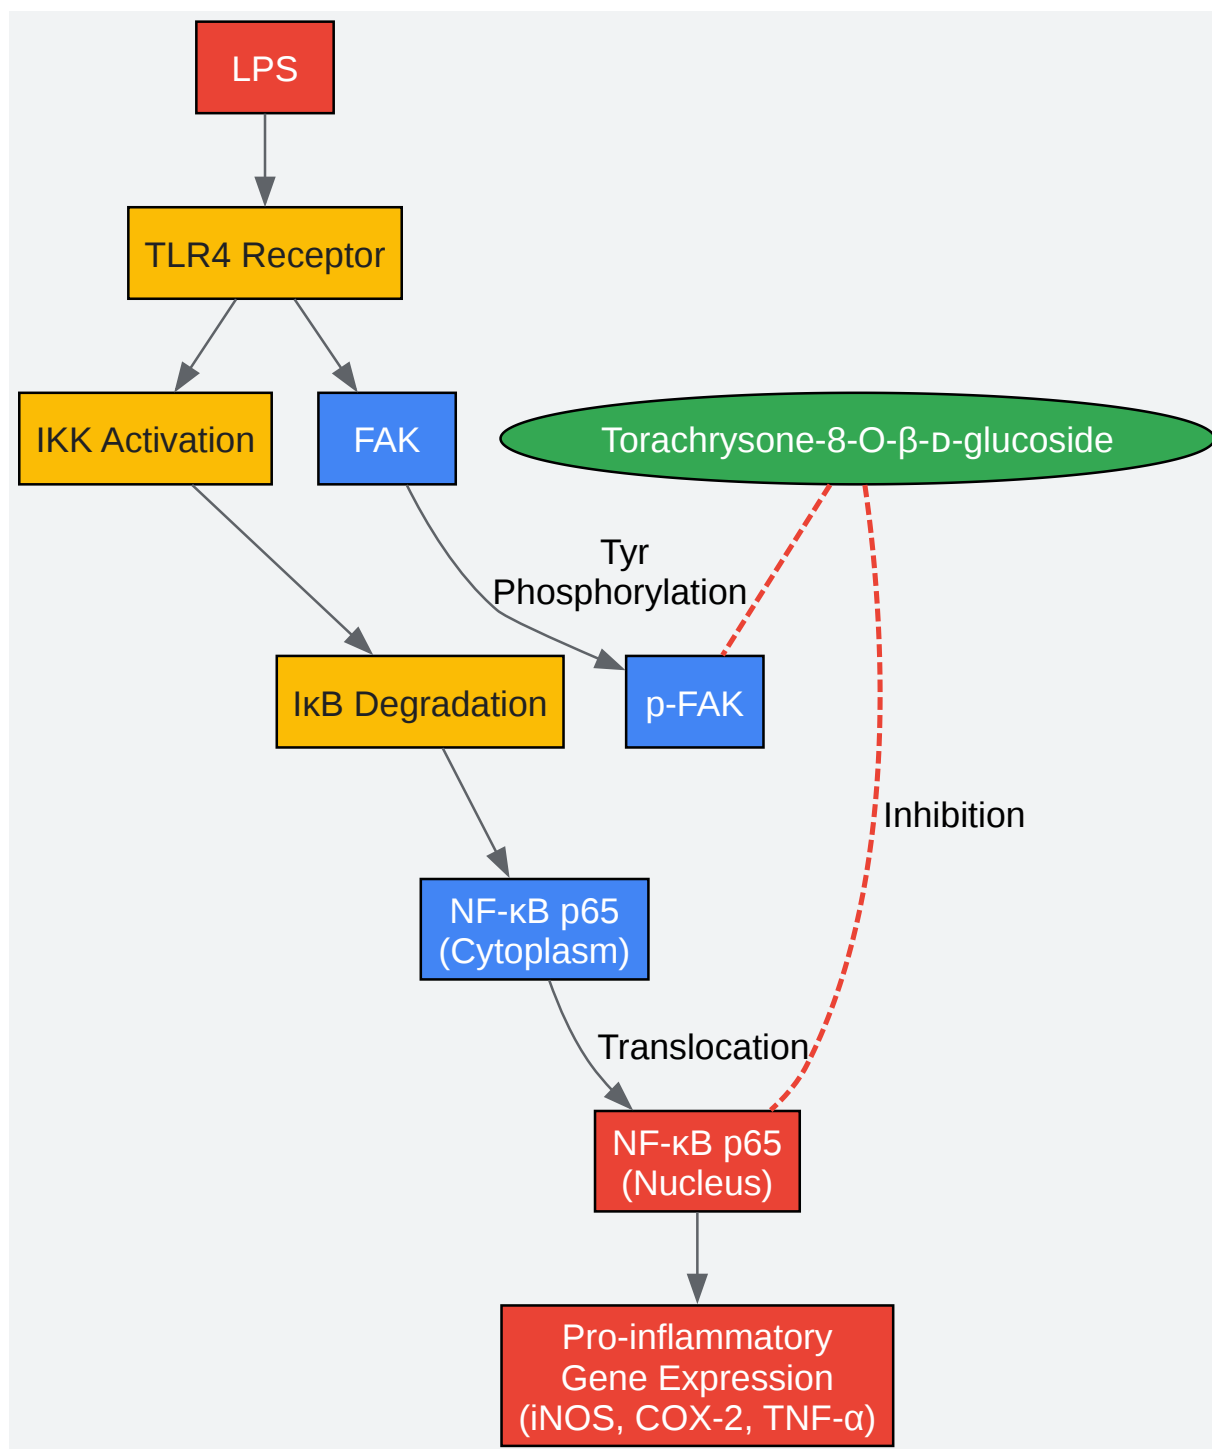 LPS
TLR4 Receptor
IKK Activation
FAK
Torachrysone-8-O-β-ᴅ-glucoside
Tyr
Phosphorylation
IκB Degradation
p-FAK
Inhibition
NF-κB p65
(Cytoplasm)
Translocation
NF-κB p65
(Nucleus)
Pro-inflammatory
Gene Expression
(iNOS, COX-2, TNF-α)